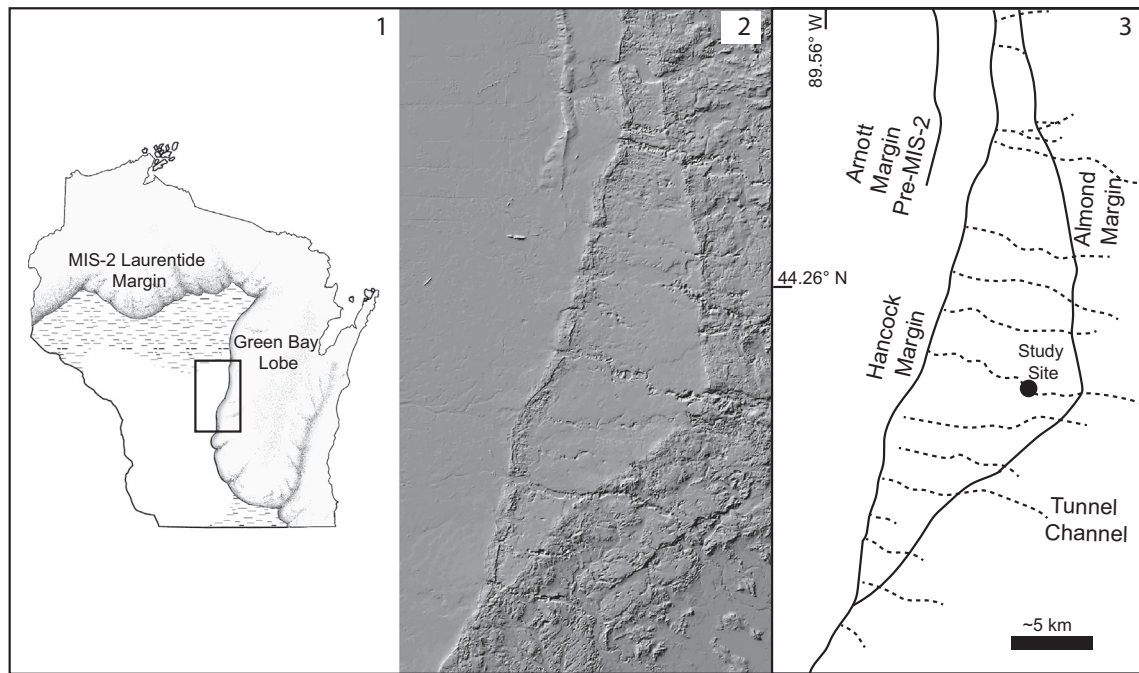 1
MIS-2 Laurentide
Margin
Green Bay
Lobe
2
3
89.56° W
Arnott
Margin
Pre-MIS-2
Almond
Margin
44.26° N
Hancock
Margin
Study
Site
Tunnel
Channel
~5 km